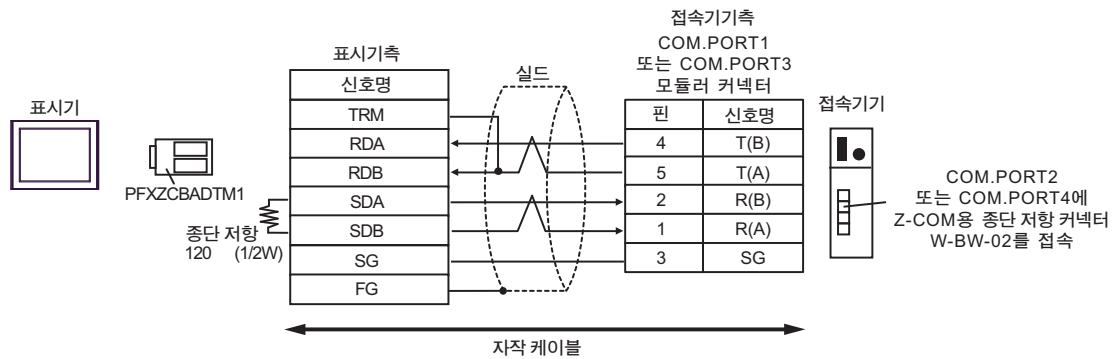 표시기
PFXZCBADTM1
종단 저항
120 (1/2W)
표시기측
신호명
TRM
RDA
RDB
SDA
SDB
SG
FG
실드
접속기기측
COM.PORT1
또는 COM.PORT3
모듈러 커넥터
핀 신호명
4 T(B)
5 T(A)
2 R(B)
1 R(A)
3 SG
접속기기
COM.PORT2
또는 COM.PORT4에
Z-COM용 종단 저항 커넥터
W-BW-02를 접속
자작 케이블